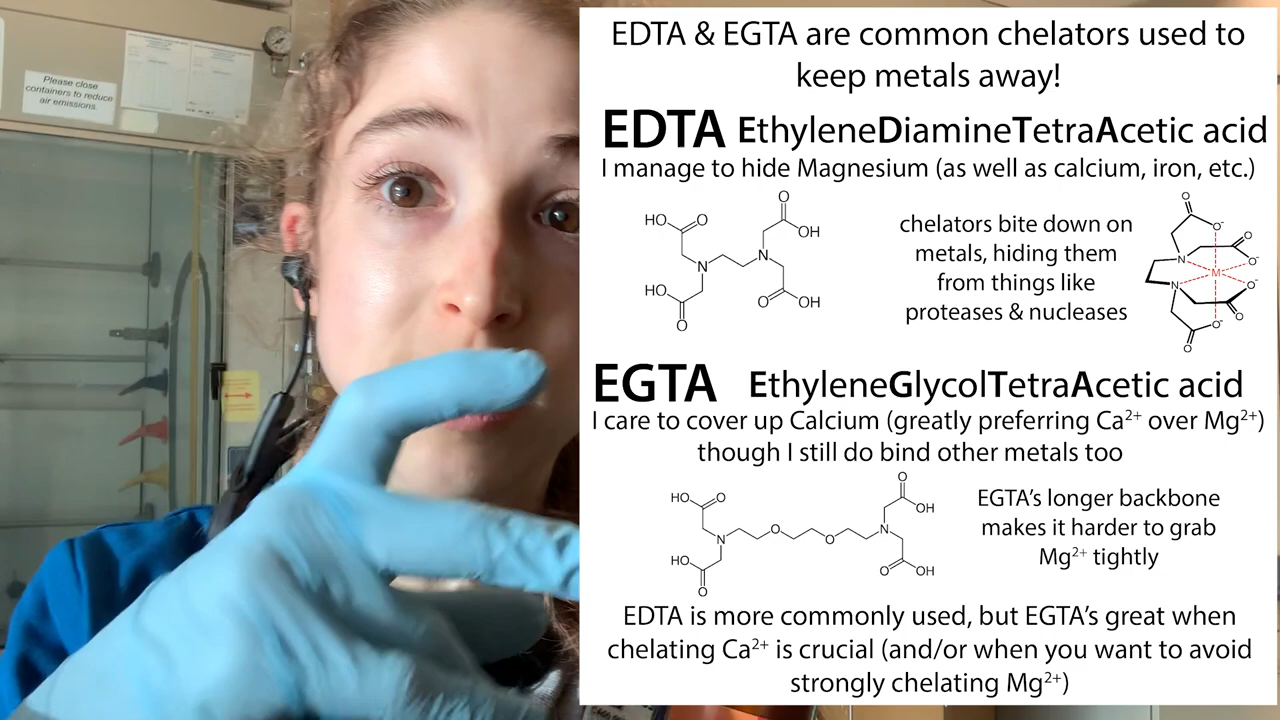 Please close
containers to reduce
air emissions.
EDTA & EGTA are common chelators used to
keep metals away!
EDTA EthyleneDiamineTetraAcetic acid
I manage to hide Magnesium (as well as calcium, iron, etc.)
HO O
O
OH
N
N
HO
O
O OH
chelators bite down on
metals, hiding them
from things like
proteases & nucleases
O
O⁻
O
N
O⁻
M
N
O⁻
O
O⁻
O
EGTA EthyleneGlycolTetraAcetic acid
I care to cover up Calcium (greatly preferring Ca²⁺ over Mg²⁺)
though I still do bind other metals too
HO O
O
OH
N O O N
HO
O
O OH
EGTA’s longer backbone
makes it harder to grab
Mg²⁺ tightly
EDTA is more commonly used, but EGTA’s great when
chelating Ca²⁺ is crucial (and/or when you want to avoid
strongly chelating Mg²⁺)